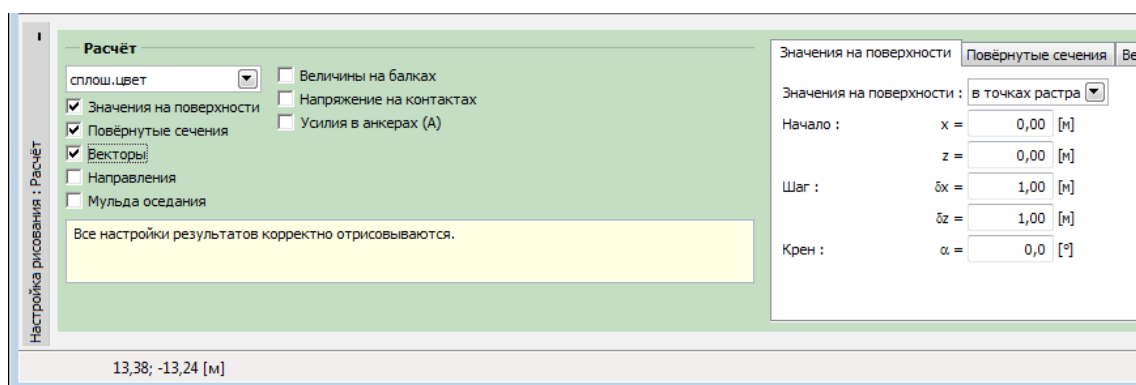 Настройка рисования : Расчёт
Расчёт
сплош.цвет
Значения на поверхности
Повёрнутые сечения
Векторы
Направления
Мульда оседания
Величины на балках
Напряжение на контактах
Усилия в анкерах (A)
Все настройки результатов корректно отрисовываются.
Значения на поверхности Повёрнутые сечения Ве
Значения на поверхности : в точках растра
Начало : x = 0,00 [м]
z = 0,00 [м]
Шаг : δx = 1,00 [м]
δz = 1,00 [м]
Крен : α = 0,0 [°]
13,38; -13,24 [м]